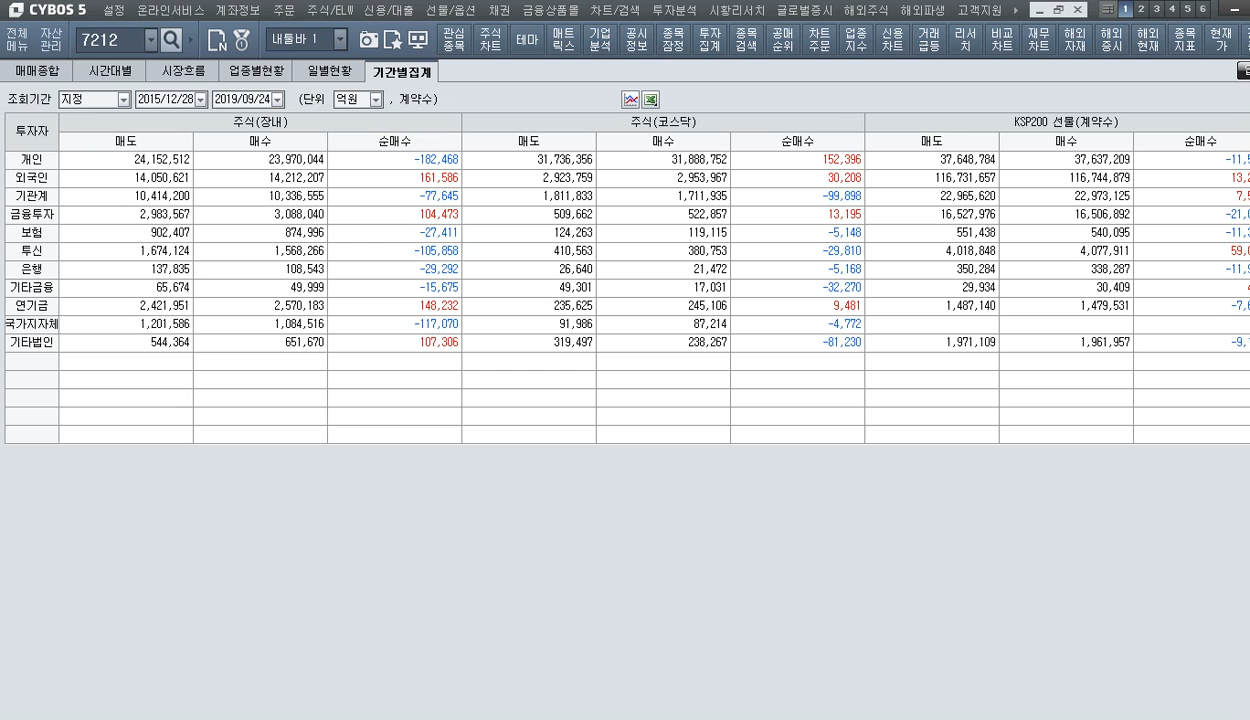 CYBOS 5 설정 온라인서비스 계좌정보 주문 주식/ELW 신용/대출 선물/옵션 채권 금융상품몰 차트/검색 투자분석 시황리서치 글로벌증시 해외주식 해외파생 고객지원 1 2 3 4 5 6
전체메뉴 자산관리 7212 내툴바 1 관심종목 주식차트 테마 매트릭스 기업분석 공시정보 종목잠정 투자집계 종목검색 공매순위 차트주문 업종지수 신용차트 거래급등 리서치 비교차트 재무차트 해외자재 해외증시 해외현재 종목지표 현재가
매매종합 시간대별 시장흐름 업종별현황 일별현황 기간별집계
조회기간 지정 2015/12/28 2019/09/24 (단위 억원 , 계약수)
투자자 주식(장내) 주식(코스닥) KSP200 선물(계약수)
매도 매수 순매수 매도 매수 순매수 매도 매수 순매수
개인 24,152,512 23,970,044 -182,468 31,736,356 31,888,752 152,396 37,648,784 37,637,209 -11,5
외국인 14,050,621 14,212,207 161,586 2,923,759 2,953,967 30,208 116,731,657 116,744,879 13,2
기관계 10,414,200 10,336,555 -77,645 1,811,833 1,711,935 -99,898 22,965,620 22,973,125 7,5
금융투자 2,983,567 3,088,040 104,473 509,662 522,857 13,195 16,527,976 16,506,892 -21,0
보험 902,407 874,996 -27,411 124,263 119,115 -5,148 551,438 540,095 -11,3
투신 1,674,124 1,568,266 -105,858 410,563 380,753 -29,810 4,018,848 4,077,911 59,0
은행 137,835 108,543 -29,292 26,640 21,472 -5,168 350,284 338,287 -11,9
기타금융 65,674 49,999 -15,675 49,301 17,031 -32,270 29,934 30,409
연기금 2,421,951 2,570,183 148,232 235,625 245,106 9,481 1,487,140 1,479,531 -7,6
국가지자체 1,201,586 1,084,516 -117,070 91,986 87,214 -4,772
기타법인 544,364 651,670 107,306 319,497 238,267 -81,230 1,971,109 1,961,957 -9,1